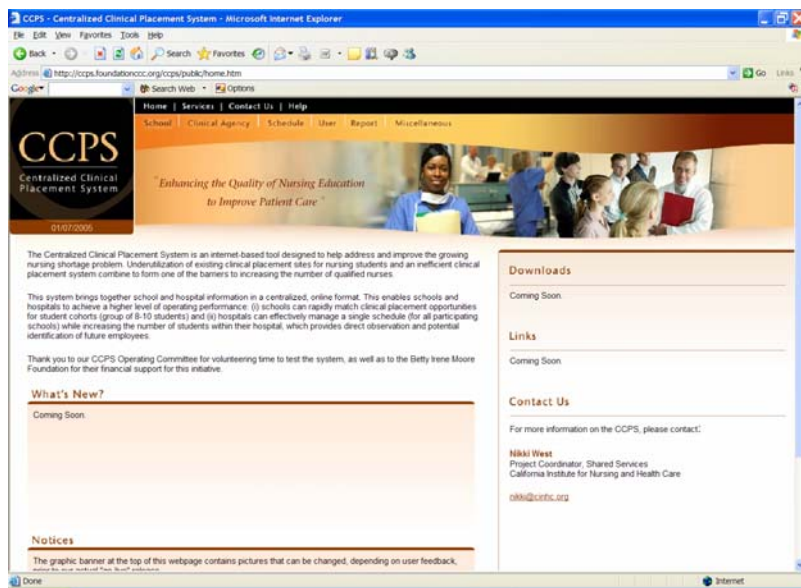 CCPS - Centralized Clinical Placement System - Microsoft Internet Explorer
File Edit View Favorites Tools Help
Back Search Favorites
Address http://ccps.foundationccc.org/ccps/public/home.htm Go Links
Google Search Web Options
Home | Services | Contact Us | Help
School Clinical Agency Schedule User Report Miscellaneous
CCPS
Centralized Clinical
Placement System
01/07/2005
"Enhancing the Quality of Nursing Education
to Improve Patient Care"
The Centralized Clinical Placement System is an internet-based tool designed to help address and improve the growing
nursing shortage problem. Underutilization of existing clinical placement sites for nursing students and an inefficient clinical
placement system combine to form one of the barriers to increasing the number of qualified nurses.
This system brings together school and hospital information in a centralized, online format. This enables schools and
hospitals to achieve a higher level of operating performance: (i) schools can rapidly match clinical placement opportunities
for student cohorts (group of 8-10 students) and (ii) hospitals can effectively manage a single schedule (for all participating
schools) while increasing the number of students within their hospital, which provides direct observation and potential
identification of future employees.
Thank you to our CCPS Operating Committee for volunteering time to test the system, as well as to the Betty Irene Moore
Foundation for their financial support for this initiative.
What's New?
Coming Soon.
Notices
The graphic banner at the top of this webpage contains pictures that can be changed, depending on user feedback,
Downloads
Coming Soon.
Links
Coming Soon
Contact Us
For more information on the CCPS, please contact:
Nikki West
Project Coordinator, Shared Services
California Institute for Nursing and Health Care
nikki@cinhc.org
Done Internet